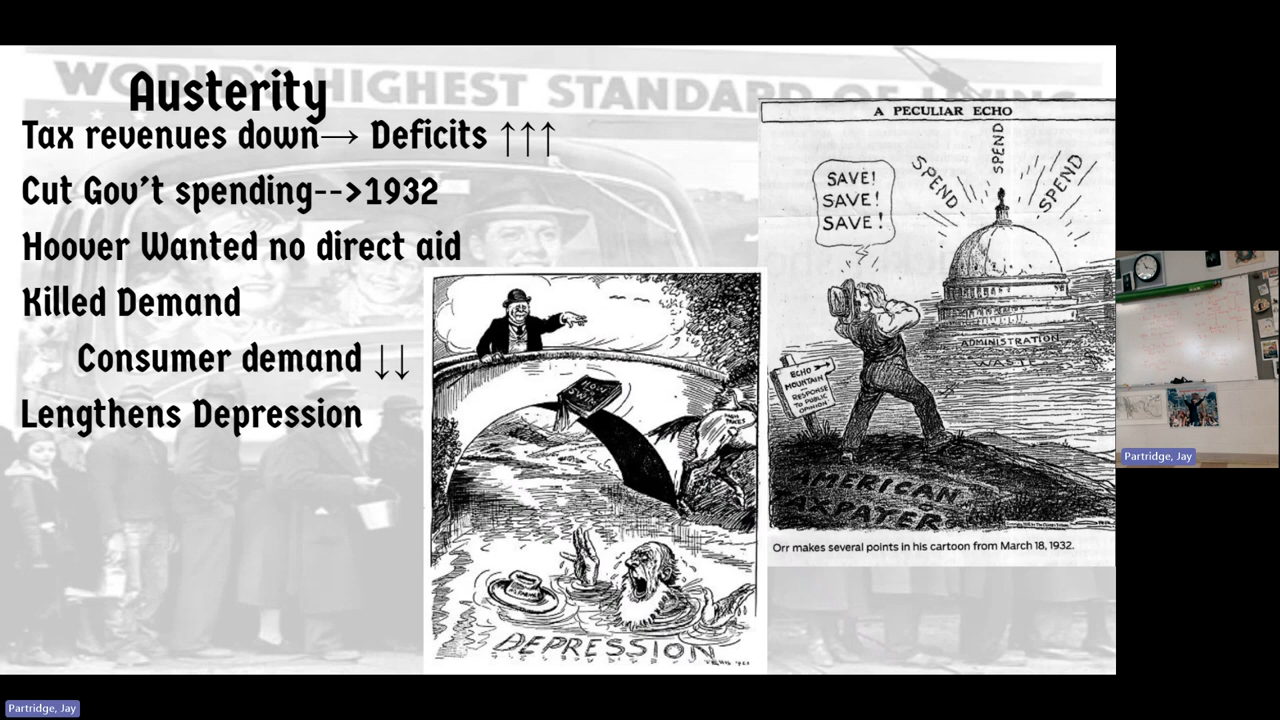 WORLD'S HIGHEST STANDARD OF LIVING
Austerity
Tax revenues down→ Deficits ↑↑↑
Cut Gov't spending-->1932
Hoover Wanted no direct aid
Killed Demand
Consumer demand ↓↓
Lengthens Depression
DEPRESSION
A PECULIAR ECHO
SAVE!
SAVE!
SAVE!
SPEND
SPEND
SPEND
ADMINISTRATION
WASTE
ECHO
MOUNTAIN
RESPONSE
TO PUBLIC
OPINION
AMERICAN
TAXPAYER
Orr makes several points in his cartoon from March 18, 1932.
Partridge, Jay
Partridge, Jay